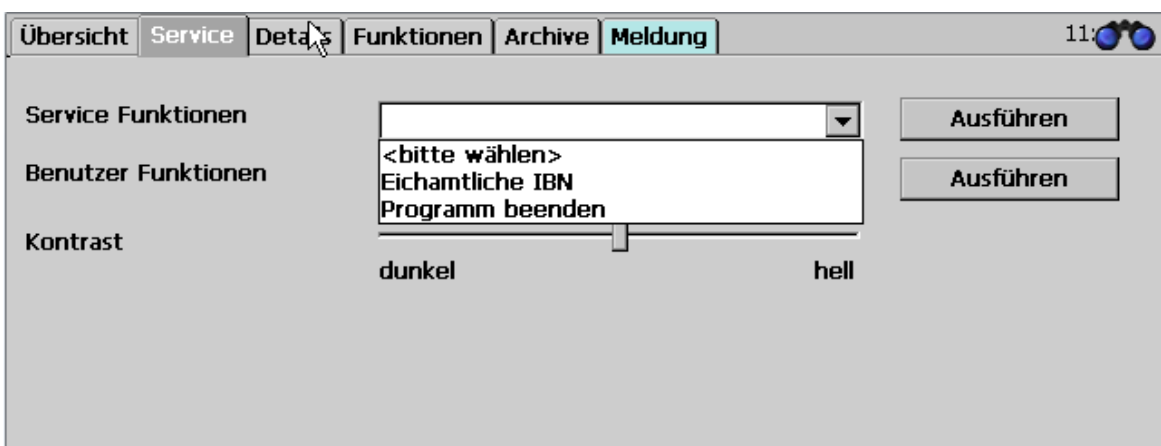 Übersicht Service Details Funktionen Archive Meldung 11:
Service Funktionen Ausführen
<bitte wählen>
Eichamtliche IBN
Programm beenden
Benutzer Funktionen Ausführen
Kontrast
dunkel hell